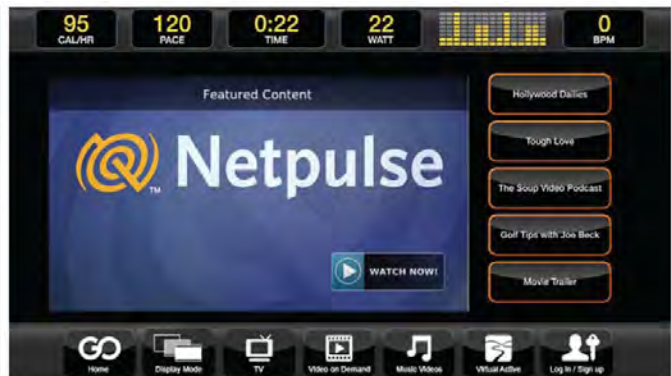 95 120 0:22 22 0
CAL/HR PACE TIME WATT BPM
Featured Content
Netpulse
TM
WATCH NOW!
Hollywood Dailies
Tough Love
The Soup Video Podcast
Golf Tips with Joe Beck
Movie Trailer
GO
Home
Display Mode
TV
Video on Demand
Music Videos
Virtual Active
Log In / Sign up